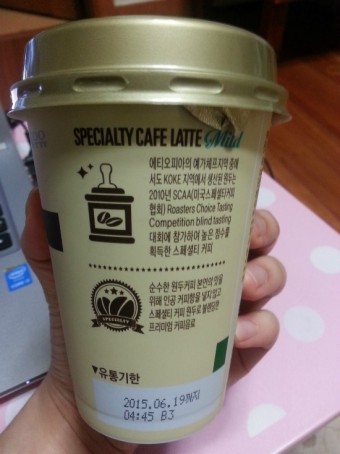 SPECIALTY CAFE LATTE Mild
에티오피아의 예가체프 지역 중에
서도 KOKE 지역에서 생산된 원두는
2010년 SCAA(미국스페셜티커피
협회) Roasters Choice Tasting
Competition blind tasting
대회에 참가하여 높은 점수를
획득한 스페셜티 커피
순수한 원두커피 본연의 맛을
위해 인공 커피향을 넣지 않고
스페셜티 커피 원두로 블렌딩한
프리미엄 커피음료
SPECIALTY
▼유통기한
2015.06.19까지
04:45 B3
intel